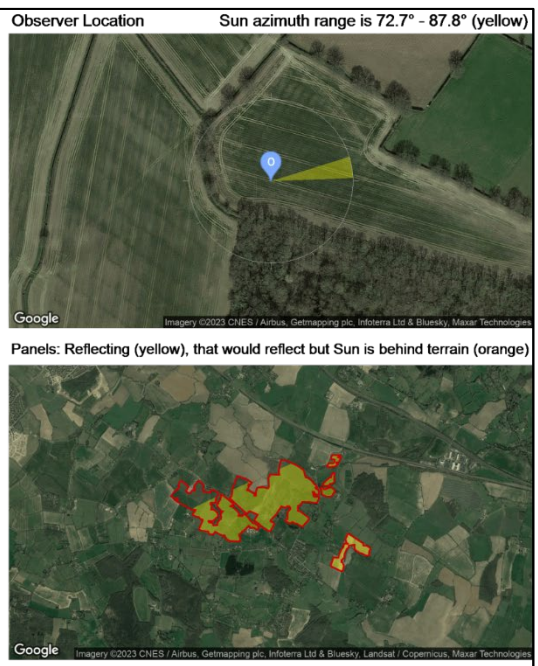 Observer Location Sun azimuth range is 72.7° - 87.8° (yellow)
O
Google Imagery ©2023 CNES / Airbus, Getmapping plc, Infoterra Ltd & Bluesky, Maxar Technologies
Panels: Reflecting (yellow), that would reflect but Sun is behind terrain (orange)
Google Imagery ©2023 CNES / Airbus, Getmapping plc, Infoterra Ltd & Bluesky, Landsat / Copernicus, Maxar Technologies